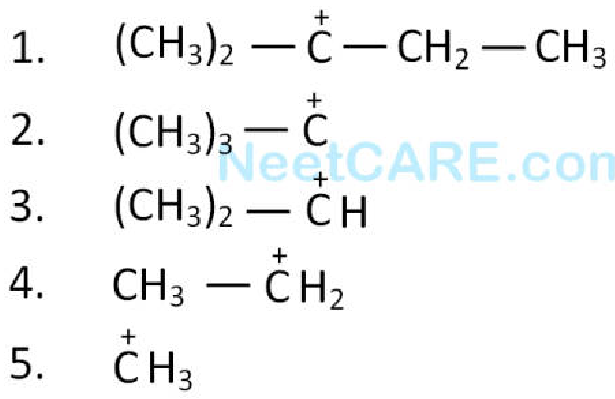 1. (CH₃)₂ — C⁺ — CH₂ — CH₃
2. (CH₃)₃ — C⁺
3. (CH₃)₂ — C⁺H
4. CH₃ — C⁺H₂
5. C⁺H₃
NeetCARE.com